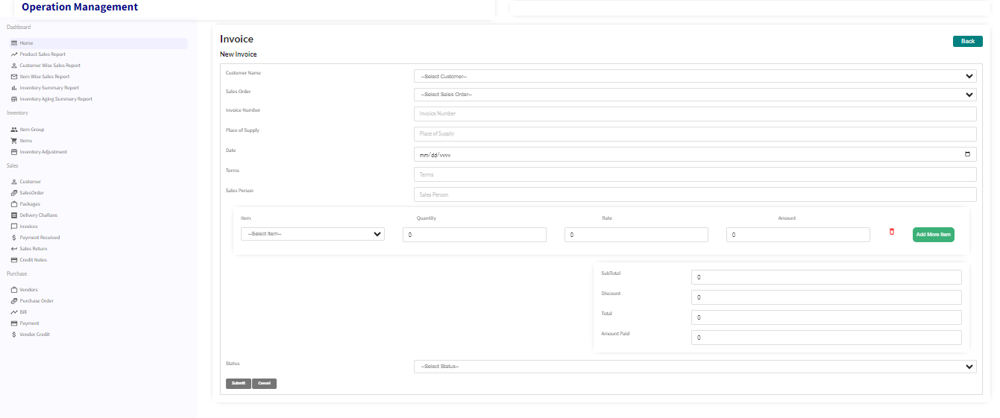 Operation Management
Dashboard
Home
Product Sales Report
Customer Wise Sales Report
Item Wise Sales Report
Inventory Summary Report
Inventory Aging Summary Report
Inventory
Item Group
Items
Inventory Adjustment
Sales
Customer
SalesOrder
Packages
Delivery Challans
Invoices
Payment Received
Sales Return
Credit Notes
Purchase
Vendors
Purchase Order
Bill
Payment
Vendor Credit
Invoice
Back
New Invoice
Customer Name
--Select Customer--
Sales Order
--Select Sales Order--
Invoice Number
Invoice Number
Place of Supply
Place of Supply
Date
mm/dd/yyyy
Terms
Terms
Sales Person
Sales Person
Item Quantity Rate Amount
--Select Item-- 0 0 0 Add More Item
SubTotal 0
Discount 0
Total 0
Amount Paid 0
Status
--Select Status--
Submit Cancel